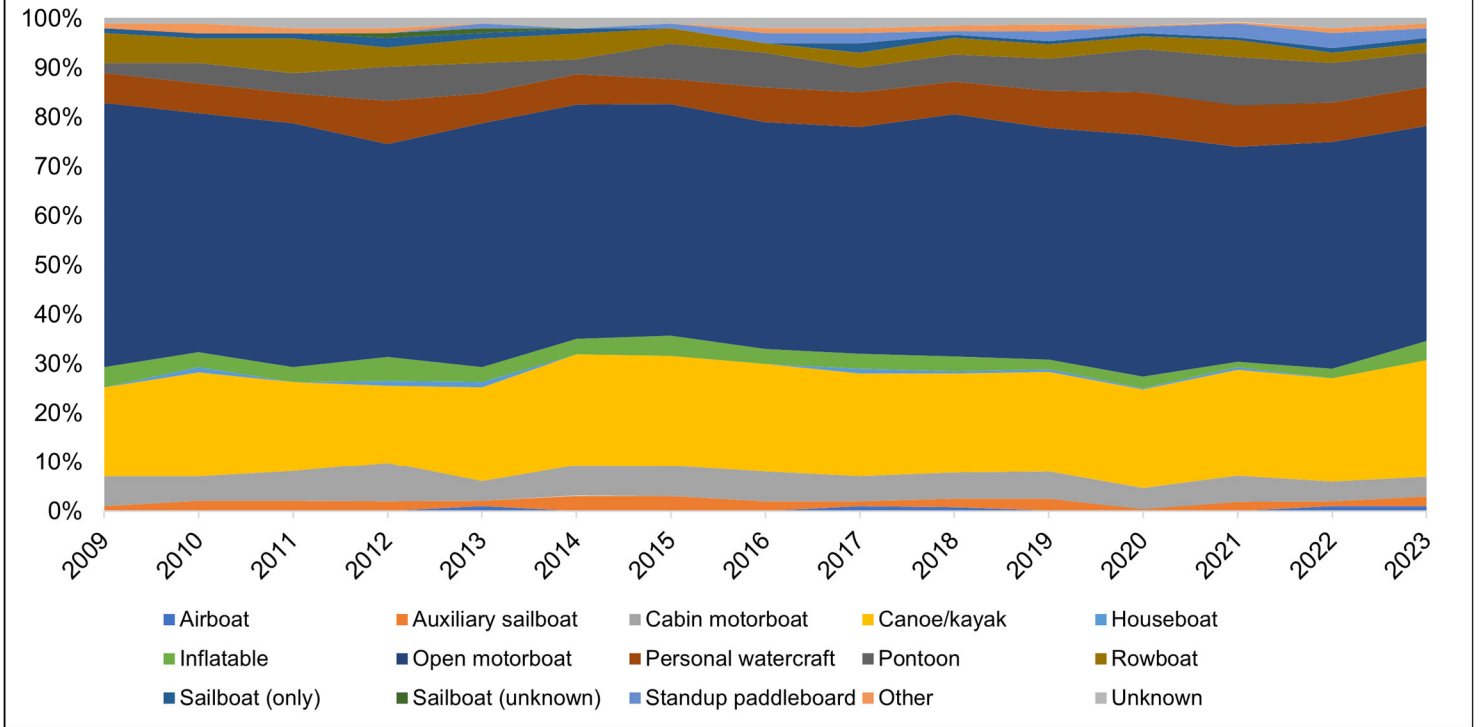 100%
90%
80%
70%
60%
50%
40%
30%
20%
10%
0%
2009 2010 2011 2012 2013 2014 2015 2016 2017 2018 2019 2020 2021 2022 2023
Airboat Auxiliary sailboat Cabin motorboat Canoe/kayak Houseboat
Inflatable Open motorboat Personal watercraft Pontoon Rowboat
Sailboat (only) Sailboat (unknown) Standup paddleboard Other Unknown